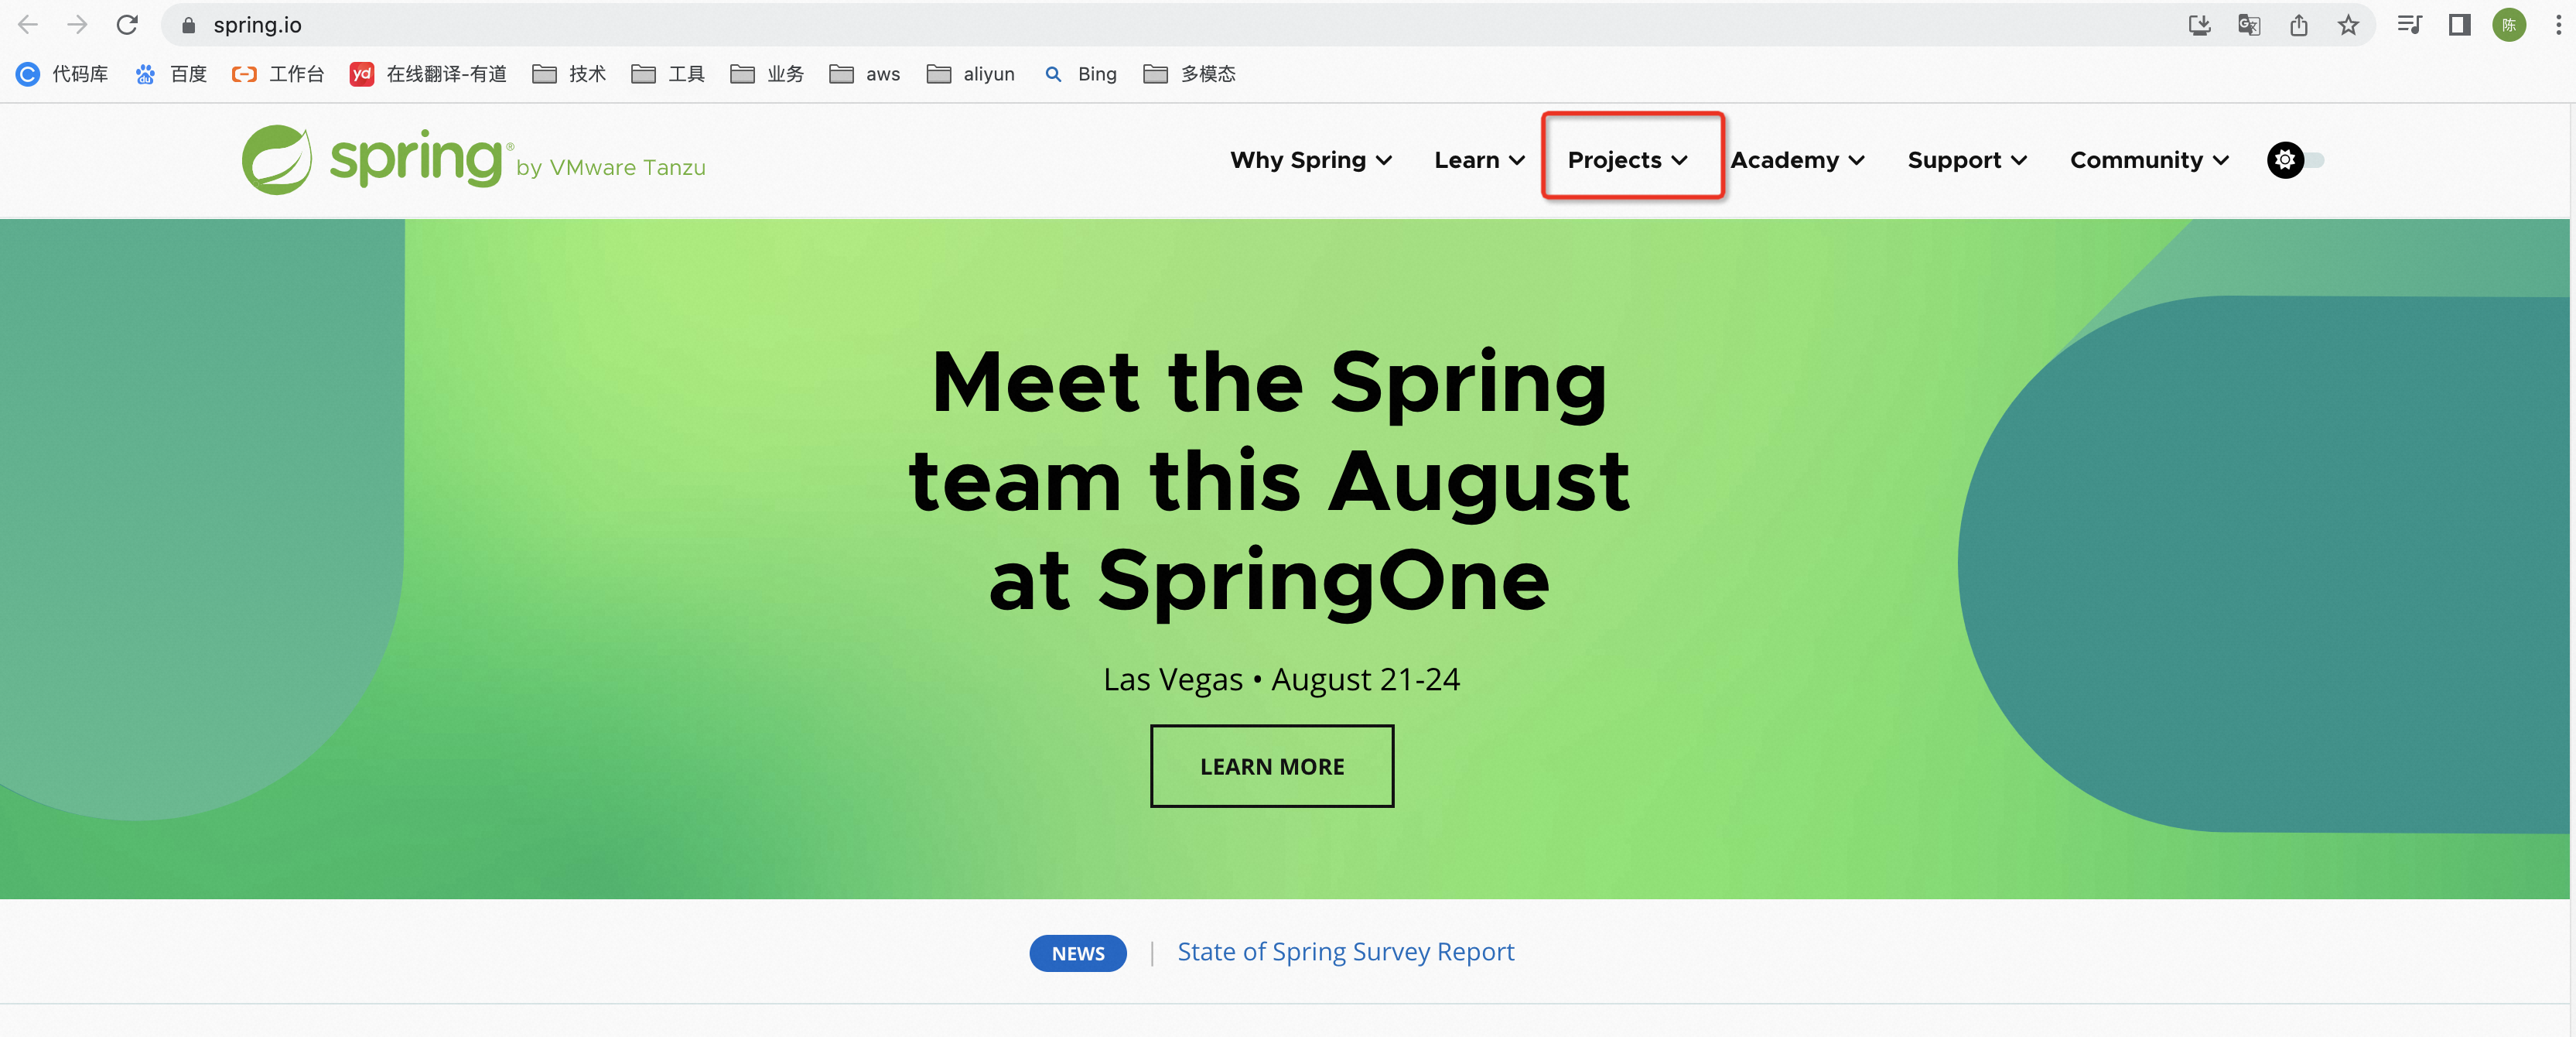 spring.io
陈
代码库 百度 工作台 yd 在线翻译-有道 技术 工具 业务 aws aliyun Bing 多模态
spring® by VMware Tanzu
Why Spring Learn Projects Academy Support Community
Meet the Spring
team this August
at SpringOne
Las Vegas • August 21-24
LEARN MORE
NEWS | State of Spring Survey Report